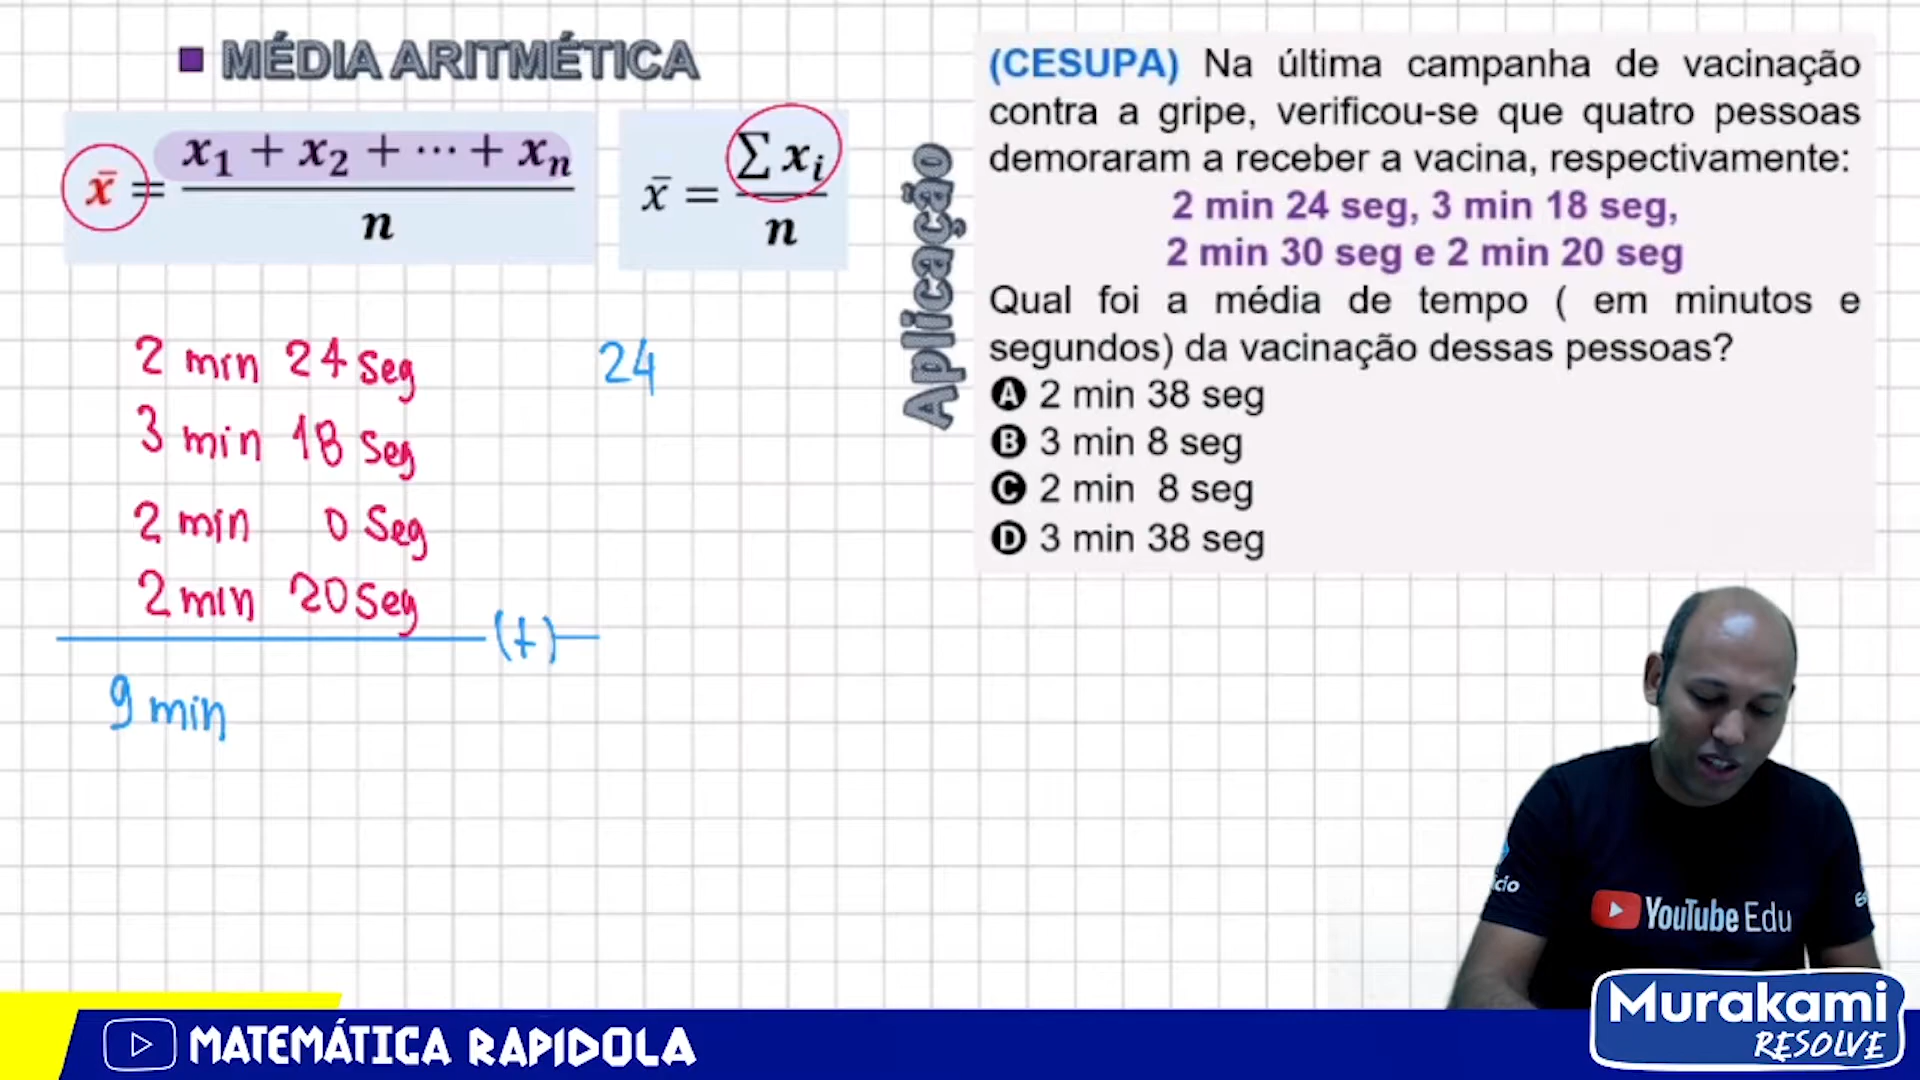 MÉDIA ARITMÉTICA
x̄ = x₁ + x₂ + ⋯ + xₙ / n
x̄ = ∑ xᵢ / n
2 min 24 Seg
3 min 18 Seg
2 min 0 Seg
2 min 20 Seg
(+)
9 min
24
Aplicação
(CESUPA) Na última campanha de vacinação
contra a gripe, verificou-se que quatro pessoas
demoraram a receber a vacina, respectivamente:
2 min 24 seg, 3 min 18 seg,
2 min 30 seg e 2 min 20 seg
Qual foi a média de tempo ( em minutos e
segundos) da vacinação dessas pessoas?
A 2 min 38 seg
B 3 min 8 seg
C 2 min 8 seg
D 3 min 38 seg
YouTube Edu
MATEMÁTICA RAPIDOLA
Murakami
RESOLVE